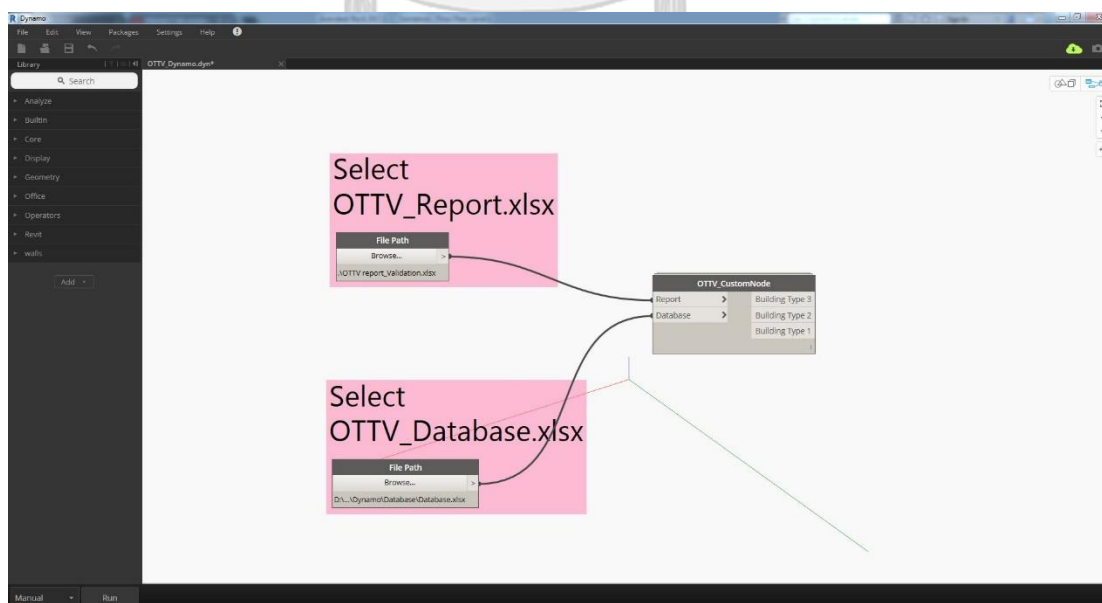 Dynamo
File Edit View Packages Settings Help
Library
OTTV_Dynamo.dyn*
Search
Analyze
BuiltIn
Core
Display
Geometry
Office
Operators
Revit
walls
Add +
Select
OTTV_Report.xlsx
File Path
Browse... >
.\OTTV report_Validation.xlsx
OTTV_CustomNode
Report > Building Type 3
Database > Building Type 2
Building Type 1
Select
OTTV_Database.xlsx
File Path
Browse... >
D:\...\Dynamo\Database\Database.xlsx
Manual Run